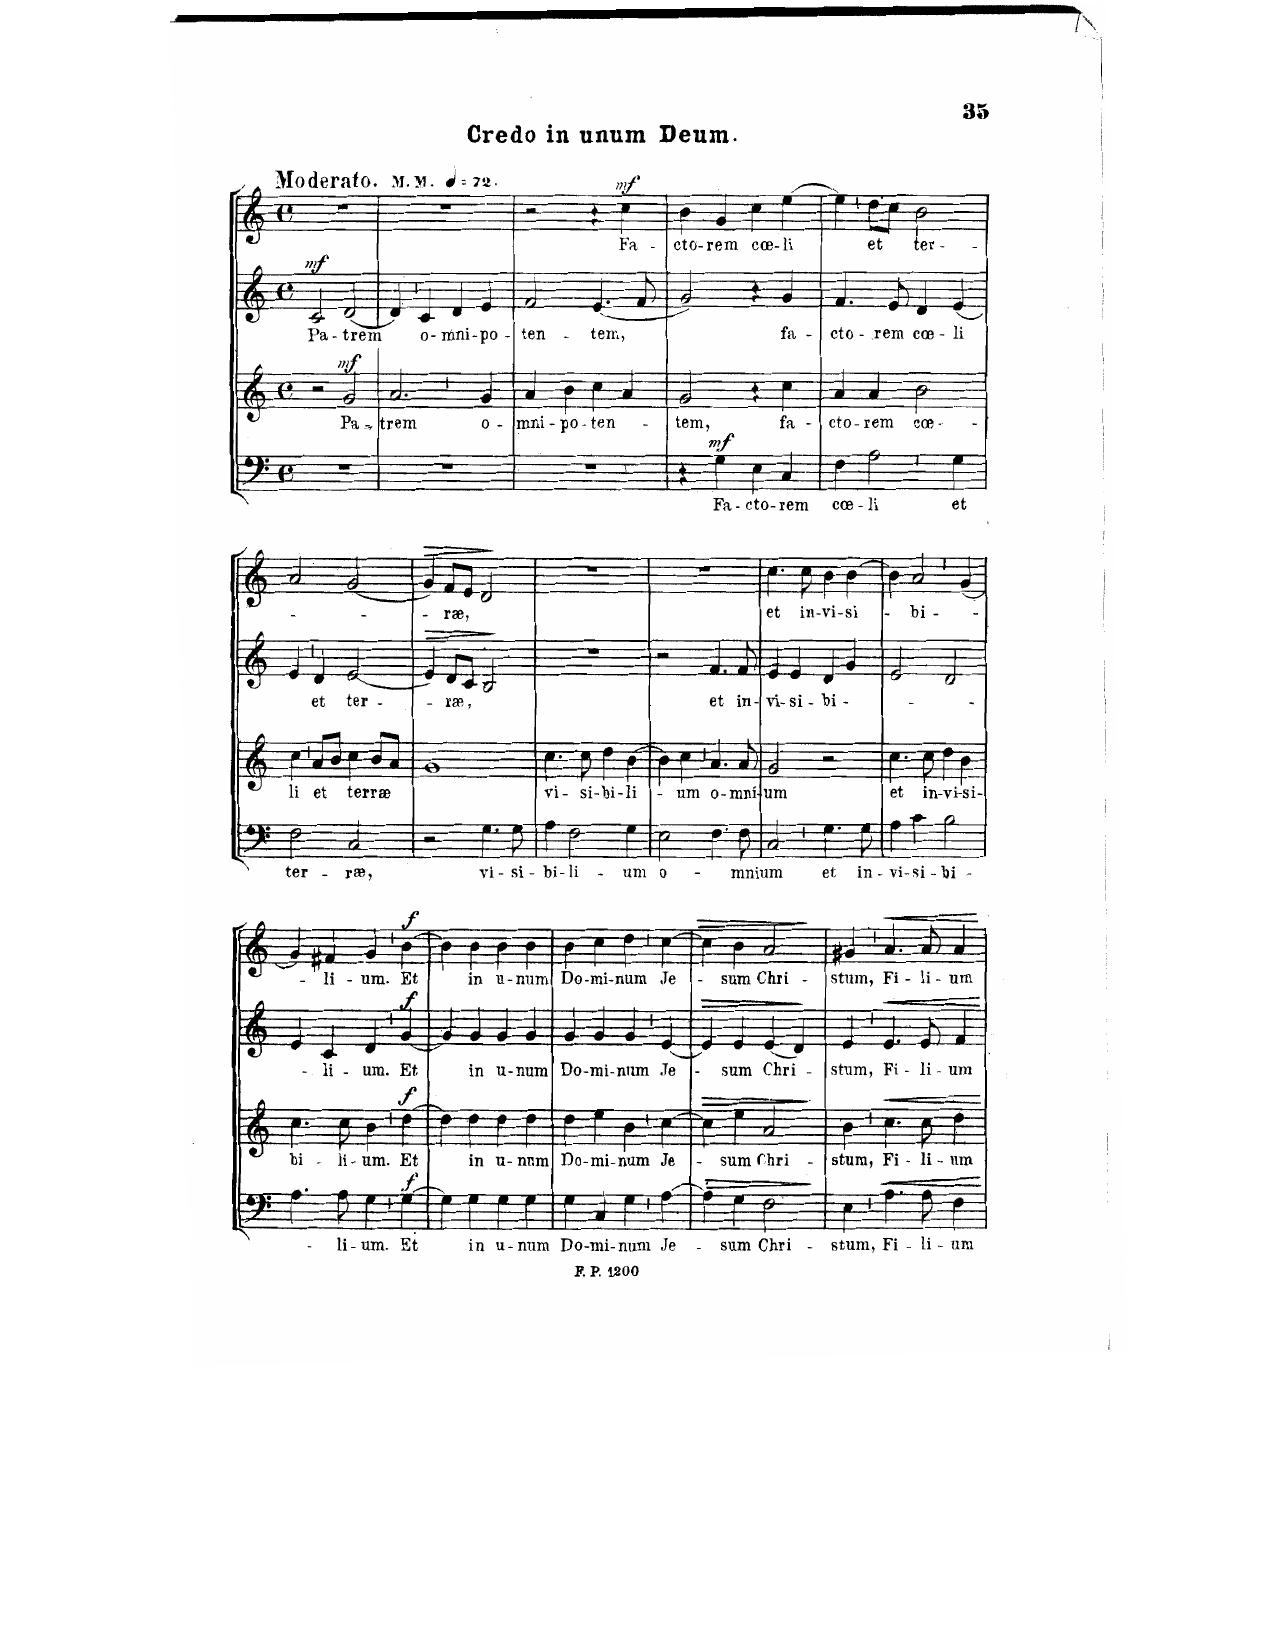 35
Credo in unum Deum.
Moderato. M. M. = 72.
mf
Fa - cto-rem cœ-li et ter -
mf
Pa-trem o-mni-po-ten - tem, fa - cto - rem cœ - li
mf
Pa - trem o - mni - po - ten - tem, fa - cto - rem cœ -
mf
Fa - cto - rem cœ - li et
- - ræ, et in-vi-si - bi -
et ter - ræ, et in-vi-si - bi - - -
li et terræ vi - si-bi-li - um o-mnium et in-vi-si-
ter - ræ, vi - si - bi-li - um o - mnium et in-vi-si-bi -
f
- li - um. Et in u-num Do-mi-num Je - sum Chri - stum, Fi - li - um
f
- li - um. Et in u-num Do-mi-num Je - sum Chri - stum, Fi - li - um
f
bi - li - um. Et in u-num Do-mi-num Je - sum Chri - stum, Fi - li - um
f
- li - um. Et in u-num Do-mi-num Je - sum Chri - stum, Fi - li - um
F. P. 1200